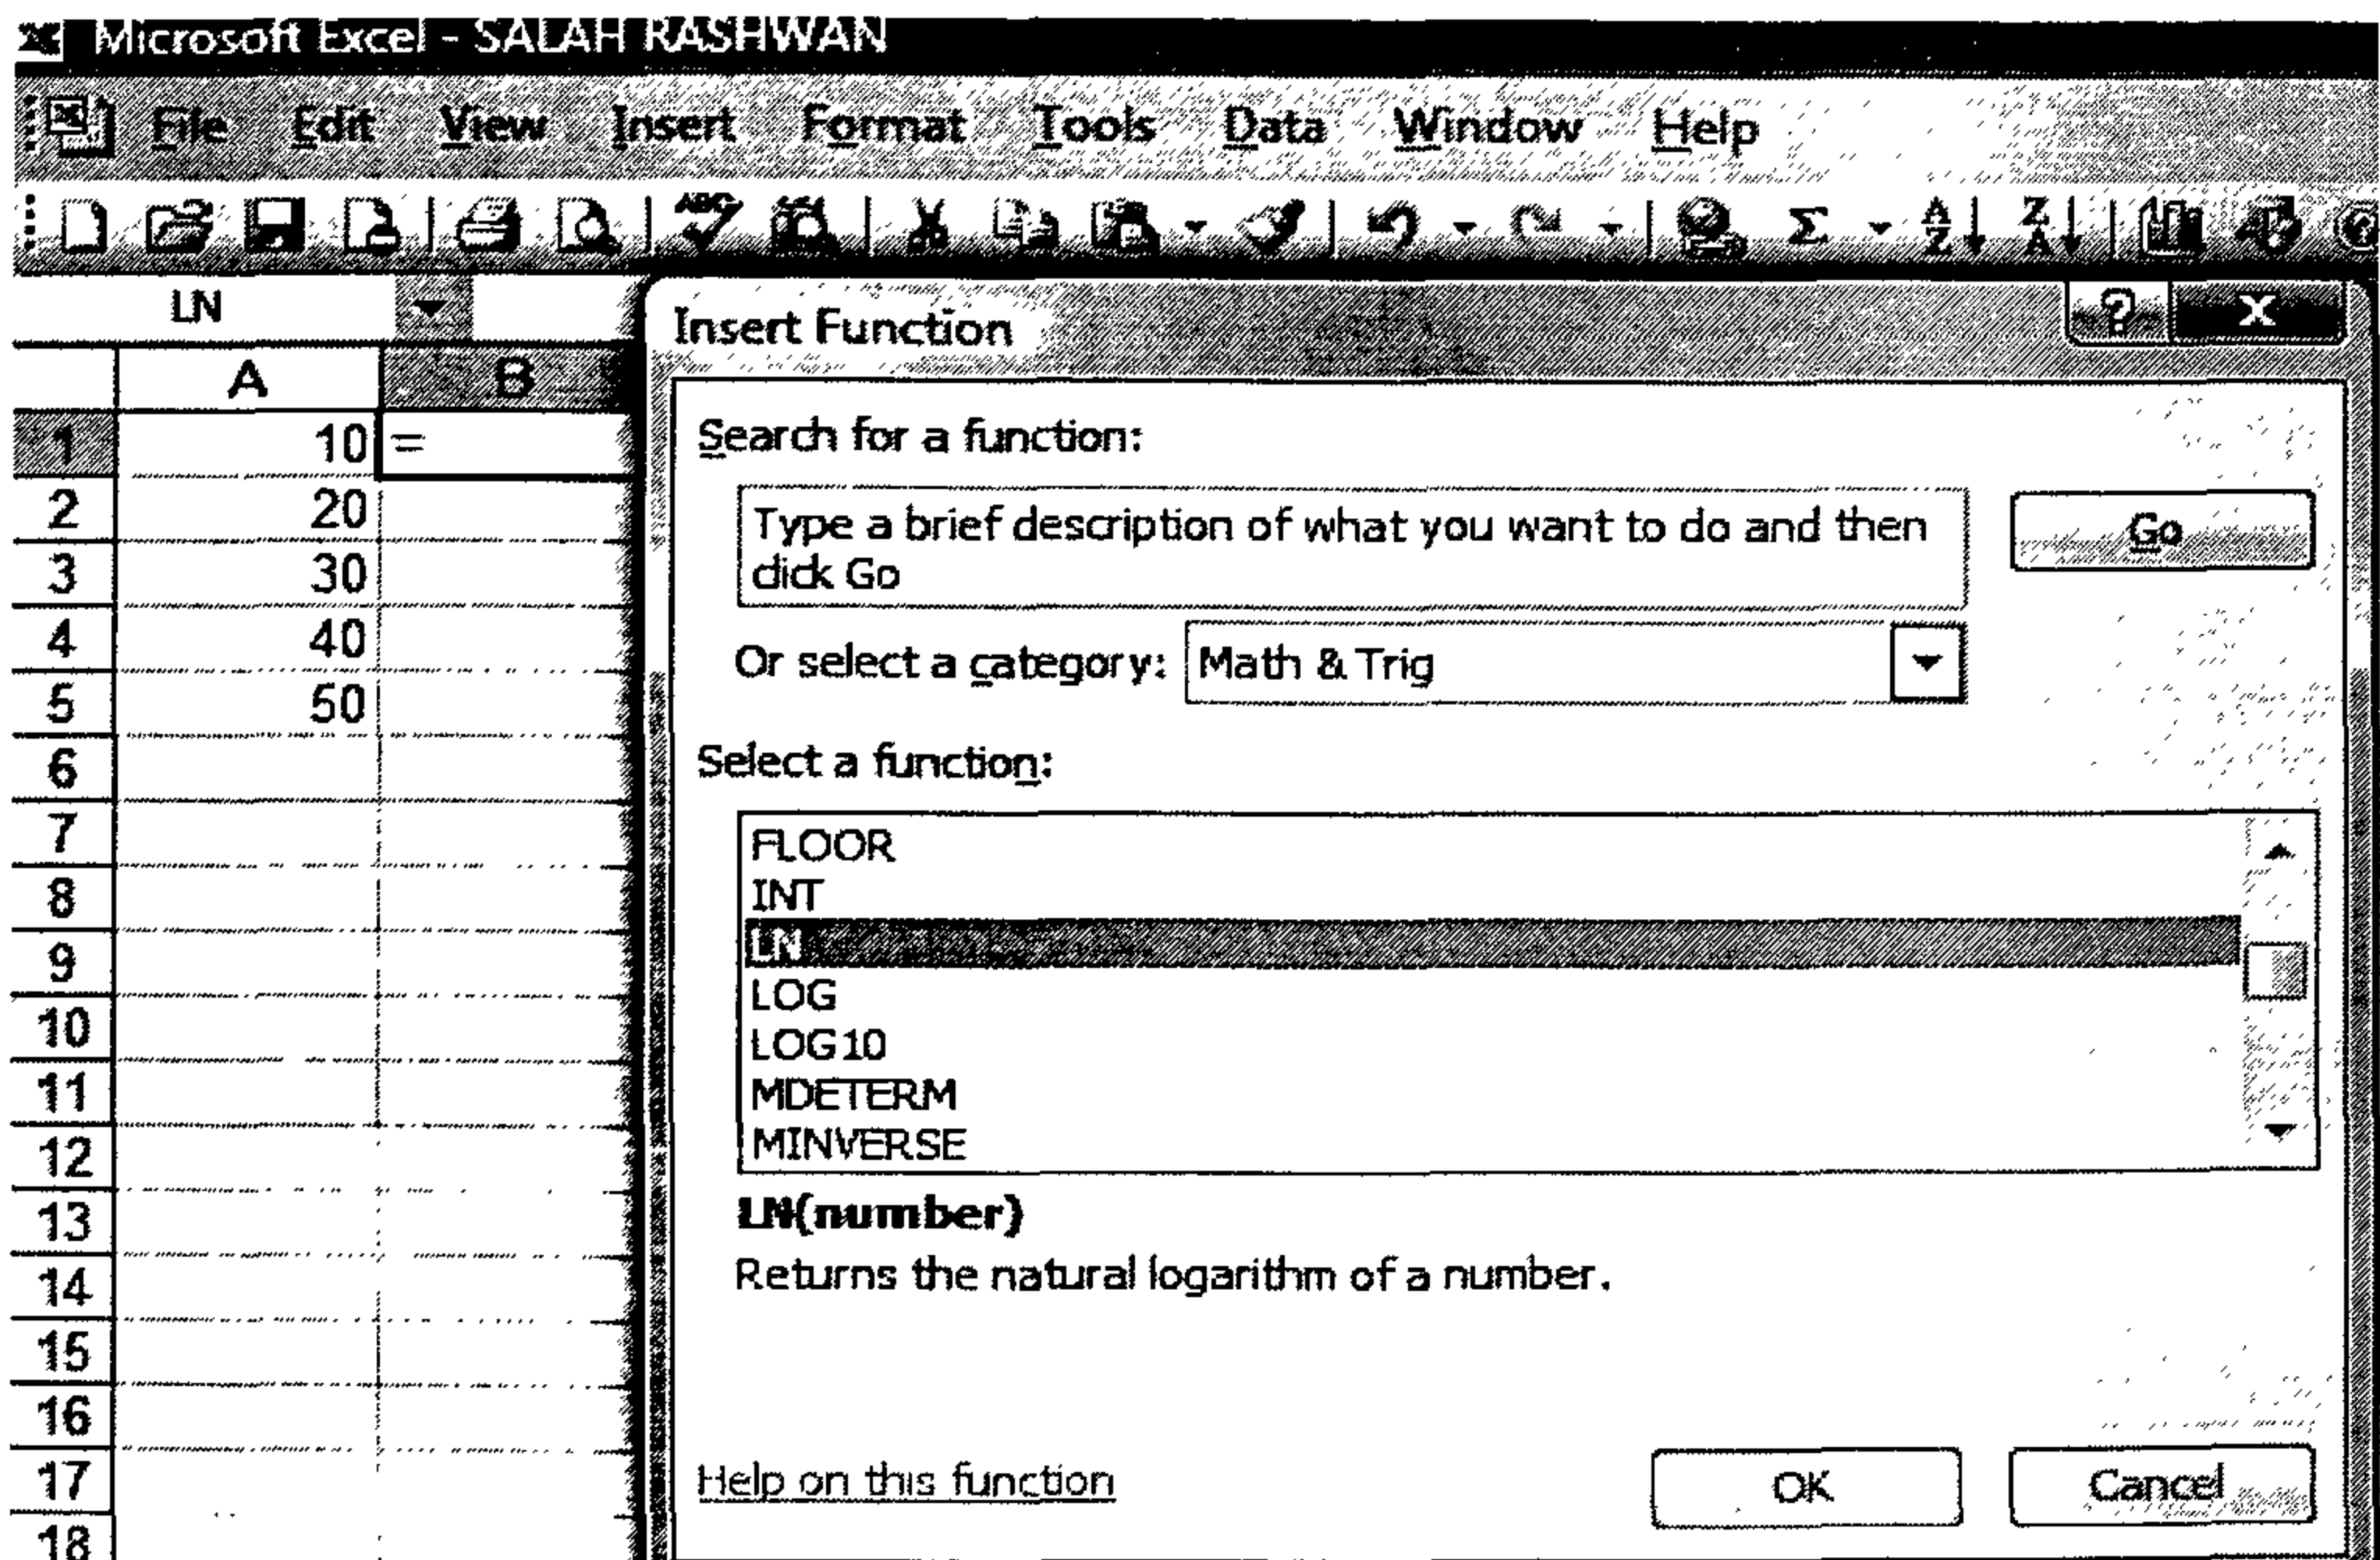 Microsoft Excel - SALAH RASHWAN
File Edit View Insert Format Tools Data Window Help
LN
Insert Function
? X
A B
1 10 =
2 20
3 30
4 40
5 50
6
7
8
9
10
11
12
13
14
15
16
17
18
Search for a function:
Type a brief description of what you want to do and then
click Go
Go
Or select a category: Math & Trig
Select a function:
FLOOR
INT
LN
LOG
LOG10
MDETERM
MINVERSE
LN(number)
Returns the natural logarithm of a number.
Help on this function
OK Cancel